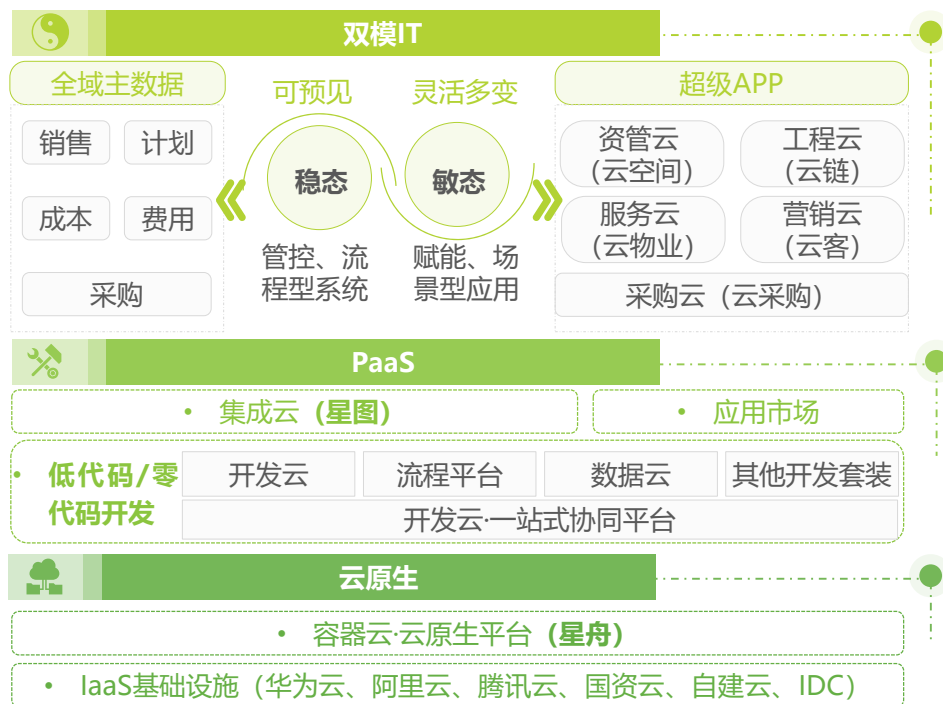 双模IT
全域主数据
销售
计划
成本
费用
采购
可预见
灵活多变
稳态
敏态
管控、流
程型系统
赋能、场
景型应用
超级APP
资管云
(云空间)
工程云
(云链)
服务云
(云物业)
营销云
(云客)
采购云(云采购)
PaaS
• 集成云(星图)
• 应用市场
• 低代码/零
代码开发
开发云
流程平台
数据云
其他开发套装
开发云·一站式协同平台
云原生
• 容器云·云原生平台(星舟)
• IaaS基础设施(华为云、阿里云、腾讯云、国资云、自建云、IDC)